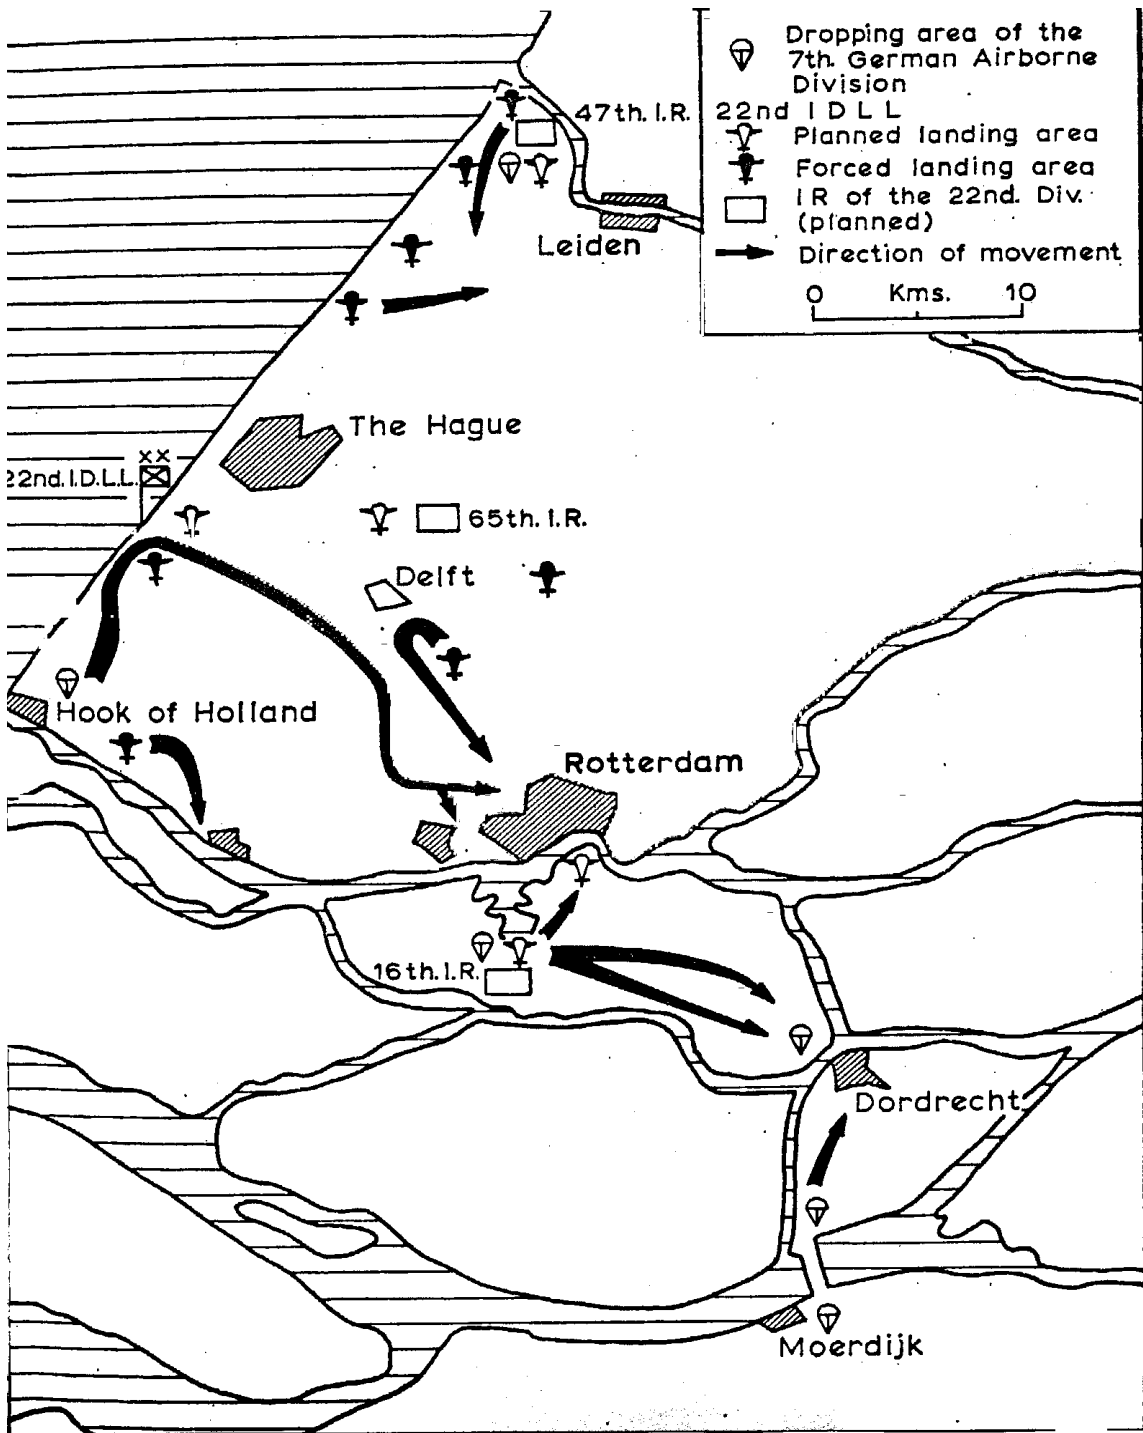 Dropping area of the
7th. German Airborne
Division
22nd I D L L
Planned landing area
Forced landing area
I R of the 22nd. Div.
(planned)
Direction of movement
0 Kms. 10
47th. I.R.
Leiden
The Hague
XX
22nd. I.D.L.L.
65th. I.R.
Delft
Hook of Holland
Rotterdam
16th. I.R.
Dordrecht
Moerdijk